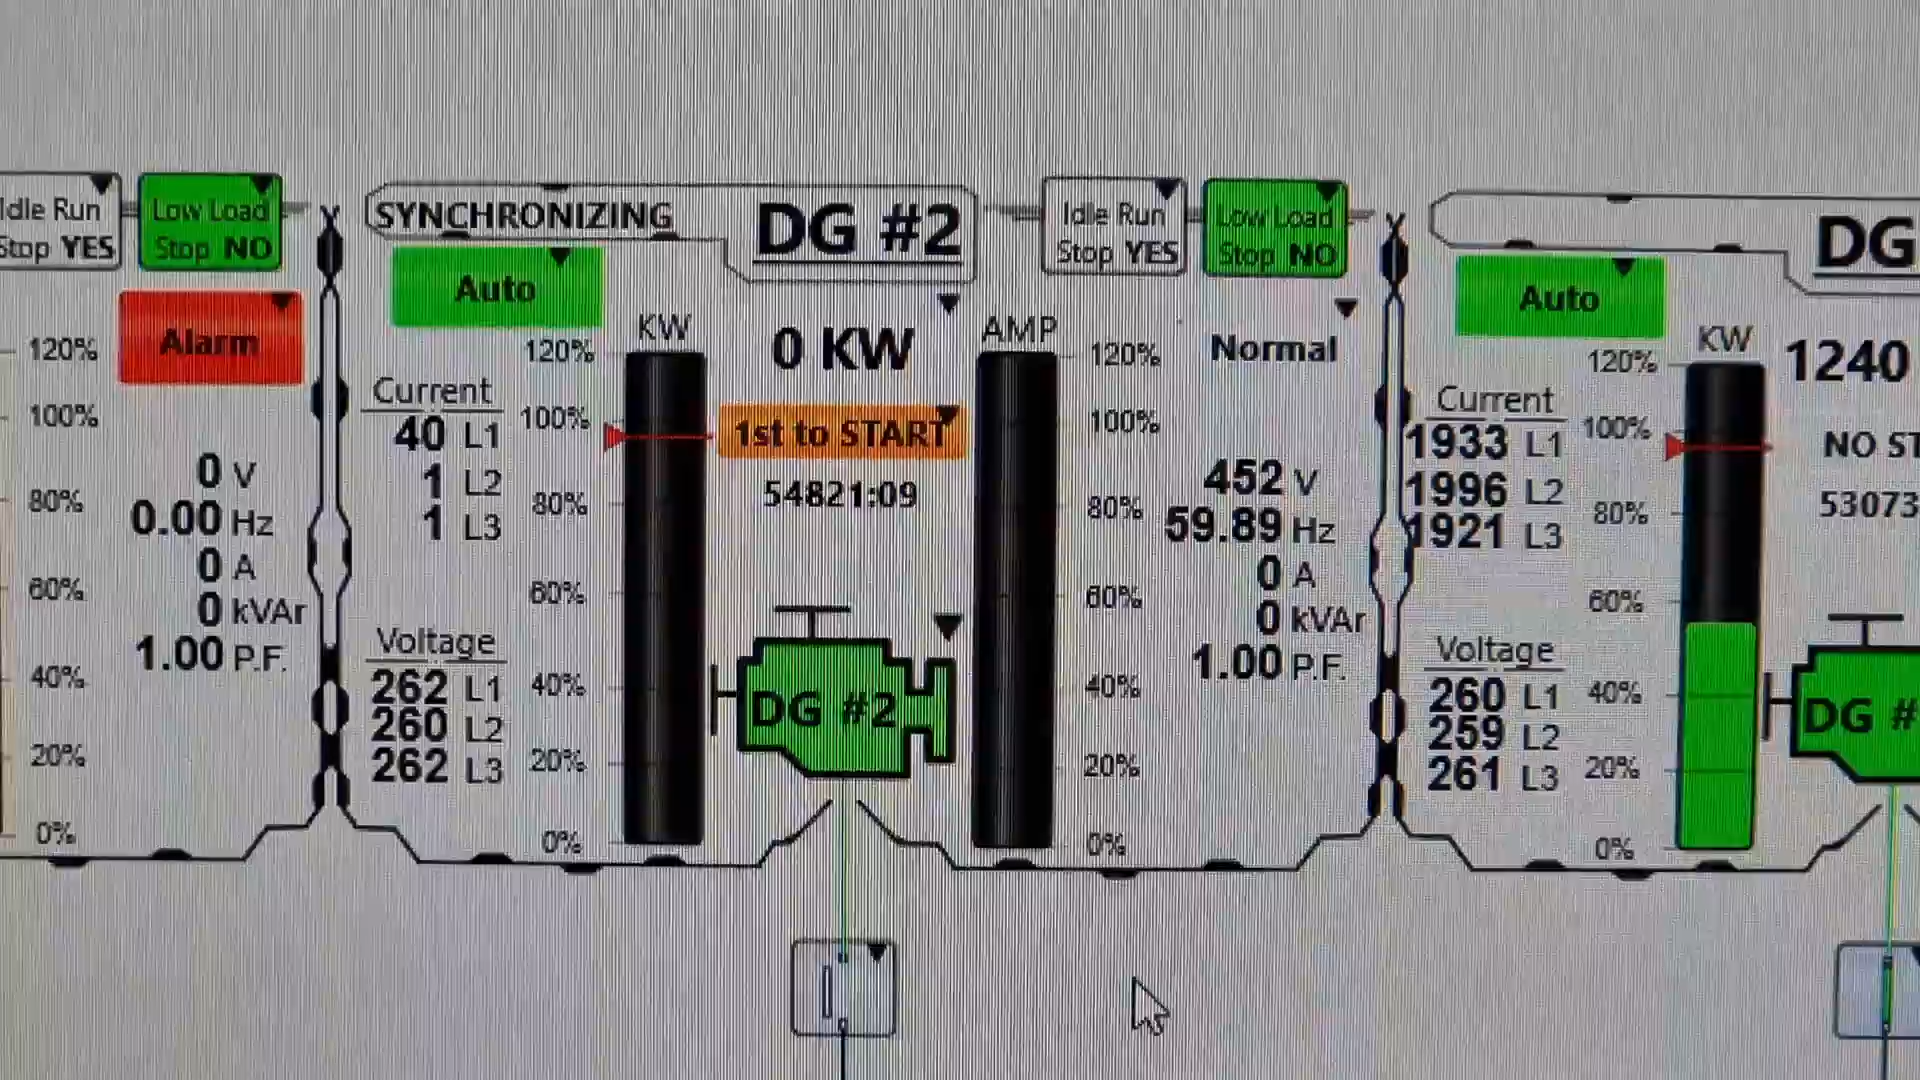 Idle Run
Stop YES
Low Load
Stop NO
Alarm
120%
100%
80%
60%
40%
20%
0%
0 V
0.00 Hz
0 A
0 kVAr
1.00 P.F.
SYNCHRONIZING
DG #2
Auto
Current
40 L1
1 L2
1 L3
Voltage
262 L1
260 L2
262 L3
KW
120%
100%
80%
60%
40%
20%
0%
0 KW
1st to START
54821:09
DG #2
AMP
120%
100%
80%
60%
40%
20%
0%
Idle Run
Stop YES
Low Load
Stop NO
Normal
452 V
59.89 Hz
0 A
0 kVAr
1.00 P.F.
DG
Auto
Current
1933 L1
1996 L2
1921 L3
Voltage
260 L1
259 L2
261 L3
KW
120%
100%
80%
60%
40%
20%
0%
1240
NO ST
53073
DG #